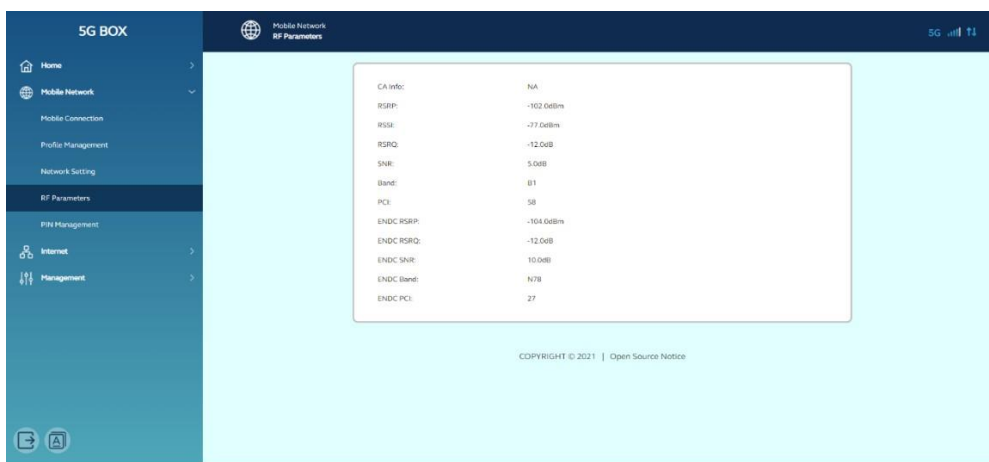 5G BOX
Mobile Network
RF Parameters
5G
Home
Mobile Network
Mobile Connection
Profile Management
Network Setting
RF Parameters
PIN Management
Internet
Management
CA Info: NA
RSRP: -102.0dBm
RSSI: -77.0dBm
RSRQ: -12.0dB
SNR: 5.0dB
Band: B1
PCI: 58
ENDC RSRP: -104.0dBm
ENDC RSRQ: -12.0dB
ENDC SNR: 10.0dB
ENDC Band: N78
ENDC PCI: 27
COPYRIGHT © 2021 | Open Source Notice
A